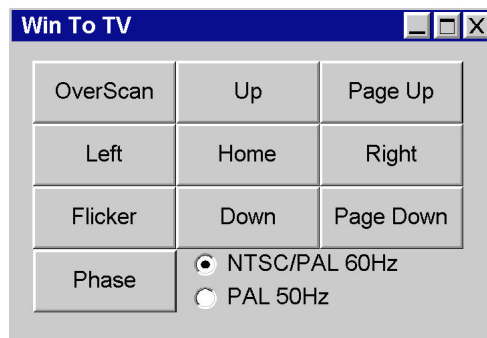 Win To TV
OverScan Up Page Up
Left Home Right
Flicker Down Page Down
Phase
NTSC/PAL 60Hz
PAL 50Hz